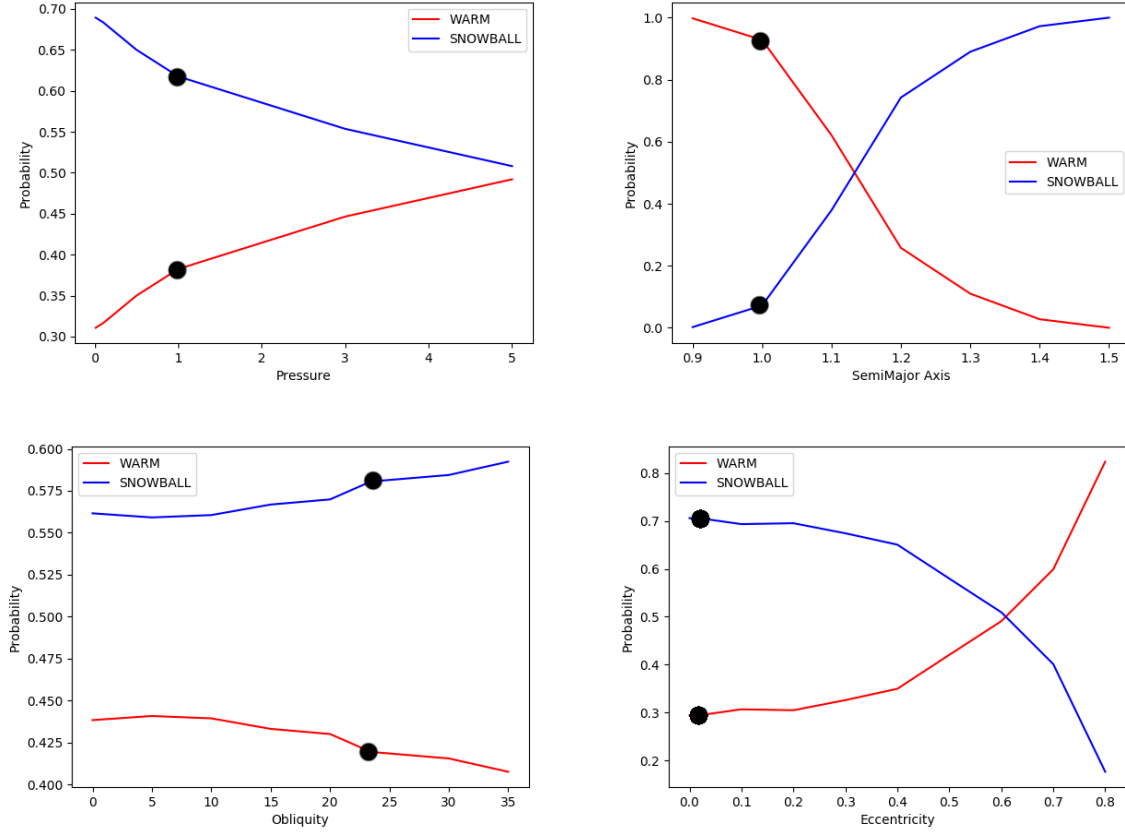 0.70
0.65
0.60
0.55
0.50
0.45
0.40
0.35
0.30
Probability
WARM
SNOWBALL
0 1 2 3 4 5
Pressure
1.0
0.8
0.6
0.4
0.2
0.0
Probability
WARM
SNOWBALL
0.9 1.0 1.1 1.2 1.3 1.4 1.5
SemiMajor Axis
0.600
0.575
0.550
0.525
0.500
0.475
0.450
0.425
0.400
Probability
WARM
SNOWBALL
0 5 10 15 20 25 30 35
Obliquity
0.8
0.7
0.6
0.5
0.4
0.3
0.2
Probability
WARM
SNOWBALL
0.0 0.1 0.2 0.3 0.4 0.5 0.6 0.7 0.8
Eccentricity